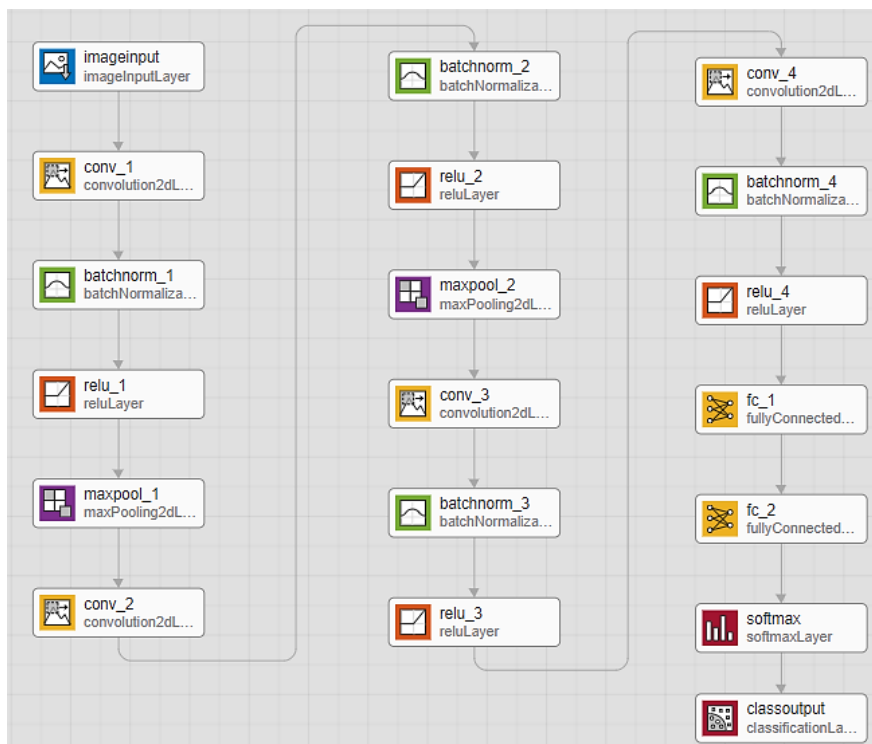 imageinput
imageInputLayer
conv_1
convolution2dL...
batchnorm_1
batchNormaliza...
relu_1
reluLayer
maxpool_1
maxPooling2dL...
conv_2
convolution2dL...
batchnorm_2
batchNormaliza...
relu_2
reluLayer
maxpool_2
maxPooling2dL...
conv_3
convolution2dL...
batchnorm_3
batchNormaliza...
relu_3
reluLayer
conv_4
convolution2dL...
batchnorm_4
batchNormaliza...
relu_4
reluLayer
fc_1
fullyConnected...
fc_2
fullyConnected...
softmax
softmaxLayer
classoutput
classificationLa...